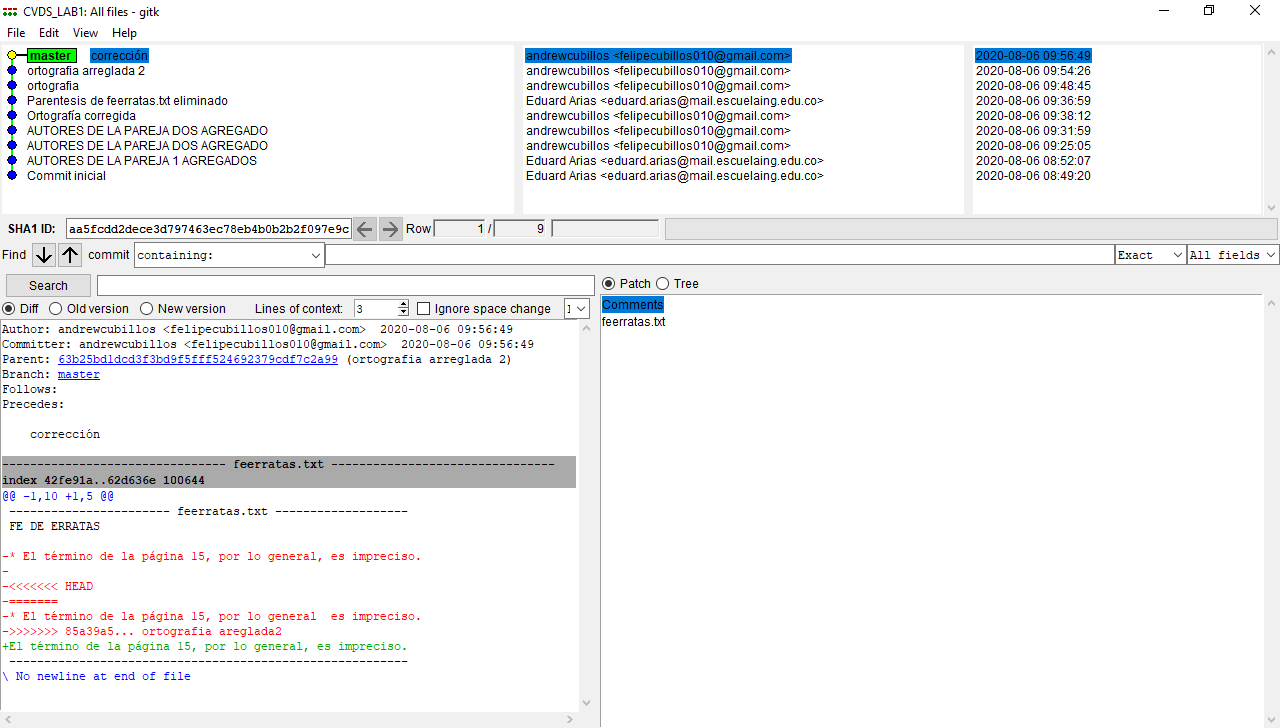 CVDS_LAB1: All files - gitk
File Edit View Help
master corrección andrewcubillos <felipecubillos010@gmail.com> 2020-08-06 09:56:49
ortografia arreglada 2 andrewcubillos <felipecubillos010@gmail.com> 2020-08-06 09:54:26
ortografia andrewcubillos <felipecubillos010@gmail.com> 2020-08-06 09:48:45
Parentesis de feerratas.txt eliminado Eduard Arias <eduard.arias@mail.escuelaing.edu.co> 2020-08-06 09:36:59
Ortografía corregida andrewcubillos <felipecubillos010@gmail.com> 2020-08-06 09:38:12
AUTORES DE LA PAREJA DOS AGREGADO andrewcubillos <felipecubillos010@gmail.com> 2020-08-06 09:31:59
AUTORES DE LA PAREJA DOS AGREGADO andrewcubillos <felipecubillos010@gmail.com> 2020-08-06 09:25:05
AUTORES DE LA PAREJA 1 AGREGADOS Eduard Arias <eduard.arias@mail.escuelaing.edu.co> 2020-08-06 08:52:07
Commit inicial Eduard Arias <eduard.arias@mail.escuelaing.edu.co> 2020-08-06 08:49:20
SHA1 ID: aa5fcdd2dece3d797463ec78eb4b0b2b2f097e9c Row 1 / 9
Find commit containing: Exact All fields
Search
Diff Old version New version Lines of context: 3 Ignore space change
Patch Tree
Comments
feerratas.txt
Author: andrewcubillos <felipecubillos010@gmail.com> 2020-08-06 09:56:49
Committer: andrewcubillos <felipecubillos010@gmail.com> 2020-08-06 09:56:49
Parent: 63b25bd1dcd3f3bd9f5fff524692379cdf7c2a99 (ortografia arreglada 2)
Branch: master
Follows:
Precedes:
corrección
-------------------------------- feerratas.txt --------------------------------
index 42fe91a..62d636e 100644
@@ -1,10 +1,5 @@
----------------------- feerratas.txt -------------------
FE DE ERRATAS
-* El término de la página 15, por lo general, es impreciso.
-
-<<<<<<< HEAD
-=======
-* El término de la página 15, por lo general  es impreciso.
->>>>>>> 85a39a5... ortografia areglada2
+El término de la página 15, por lo general, es impreciso.
---------------------------------------------------------
\ No newline at end of file